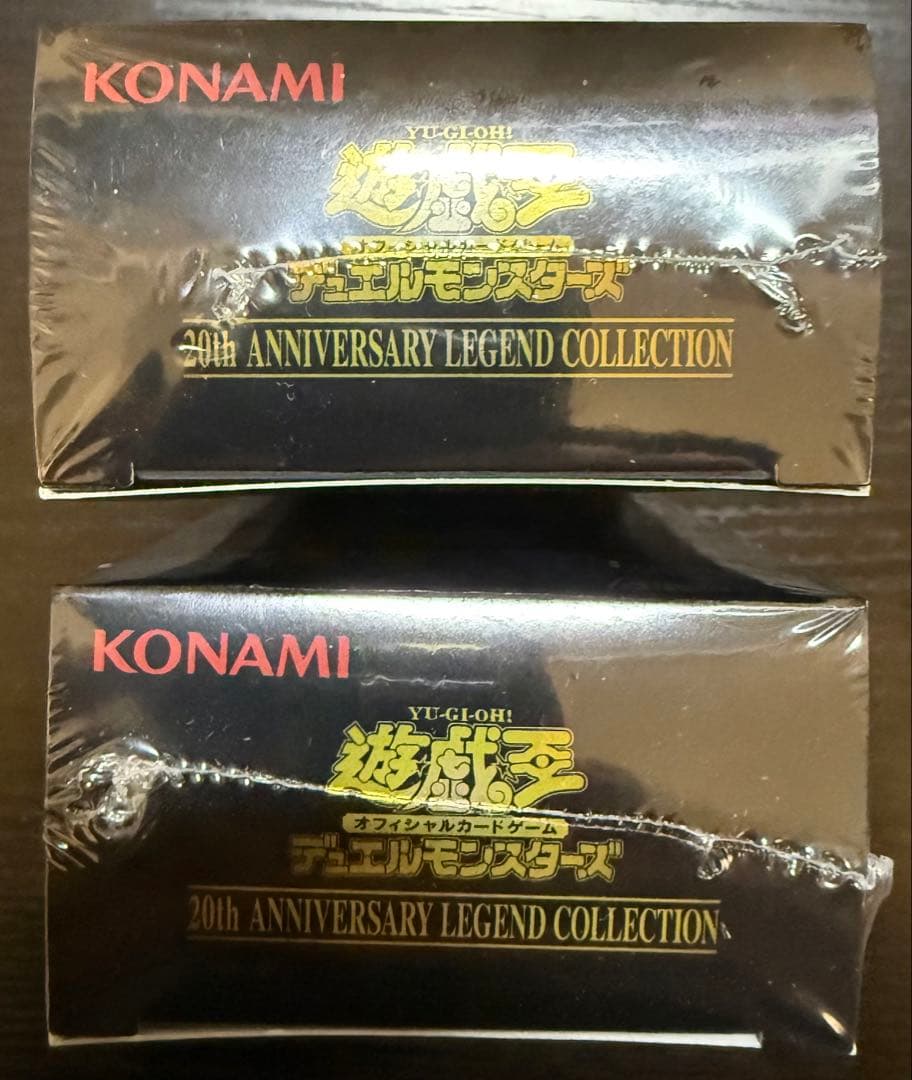 KONAMI
YU-GI-OH!
遊戯王
オフィシャルカードゲーム
デュエルモンスターズ
20th ANNIVERSARY LEGEND COLLECTION
KONAMI
YU-GI-OH!
遊戯王
オフィシャルカードゲーム
デュエルモンスターズ
20th ANNIVERSARY LEGEND COLLECTION